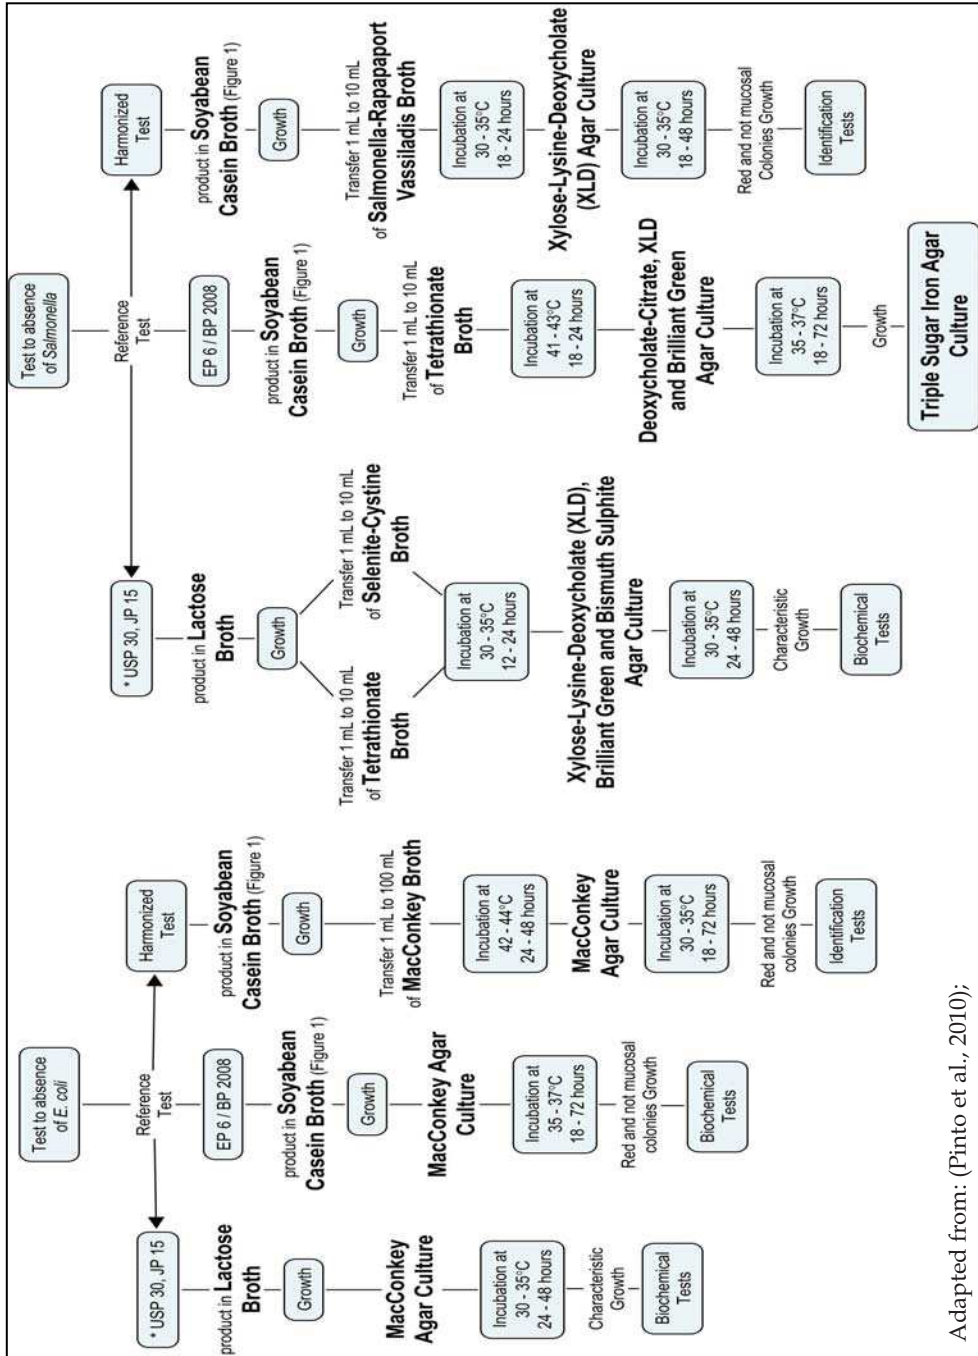 Test to absence
of E. coli
Reference
Test
* USP 30, JP 15
product in Lactose
Broth
Growth
MacConkey
Agar Culture
Incubation at
30 - 35°C
24 - 48 hours
Characteristic
Growth
Biochemical
Tests
EP 6 / BP 2008
product in Soyabean
Casein Broth (Figure 1)
Growth
MacConkey Agar
Culture
Incubation at
35 - 37°C
18 - 72 hours
Red and not mucosal
colonies Growth
Biochemical
Tests
Harmonized
Test
product in Soyabean
Casein Broth (Figure 1)
Growth
Transfer 1 mL to 100 mL
of MacConkey Broth
Incubation at
42 - 44°C
24 - 48 hours
MacConkey
Agar Culture
Incubation at
30 - 35°C
18 - 72 hours
Red and not mucosal
colonies Growth
Identification
Tests
Test to absence
of Salmonella
Reference
Test
* USP 30, JP 15
product in Lactose
Broth
Growth
Transfer 1 mL to 10 mL
of Tetrathionate
Broth
Transfer 1 mL to 10 mL
of Selenite-Cystine
Broth
Incubation at
30 - 35°C
12 - 24 hours
Xylose-Lysine-Deoxycholate (XLD),
Brilliant Green and Bismuth Sulphite
Agar Culture
Incubation at
30 - 35°C
24 - 48 hours
Characteristic
Growth
Biochemical
Tests
EP 6 / BP 2008
product in Soyabean
Casein Broth (Figure 1)
Growth
Transfer 1 mL to 10 mL
of Tetrathionate
Broth
Incubation at
41 - 43°C
18 - 24 hours
Deoxycholate-Citrate, XLD
and Brilliant Green
Agar Culture
Incubation at
35 - 37°C
18 - 72 hours
Growth
Triple Sugar Iron Agar
Culture
Harmonized
Test
product in Soyabean
Casein Broth (Figure 1)
Growth
Transfer 1 mL to 10 mL
of Salmonella-Rapapaport
Vassiladis Broth
Incubation at
30 - 35°C
18 - 24 hours
Xylose-Lysine-Deoxycholate
(XLD) Agar Culture
Incubation at
30 - 35°C
18 - 48 hours
Red and not mucosal
Colonies Growth
Identification
Tests
Adapted from: (Pinto et al., 2010);